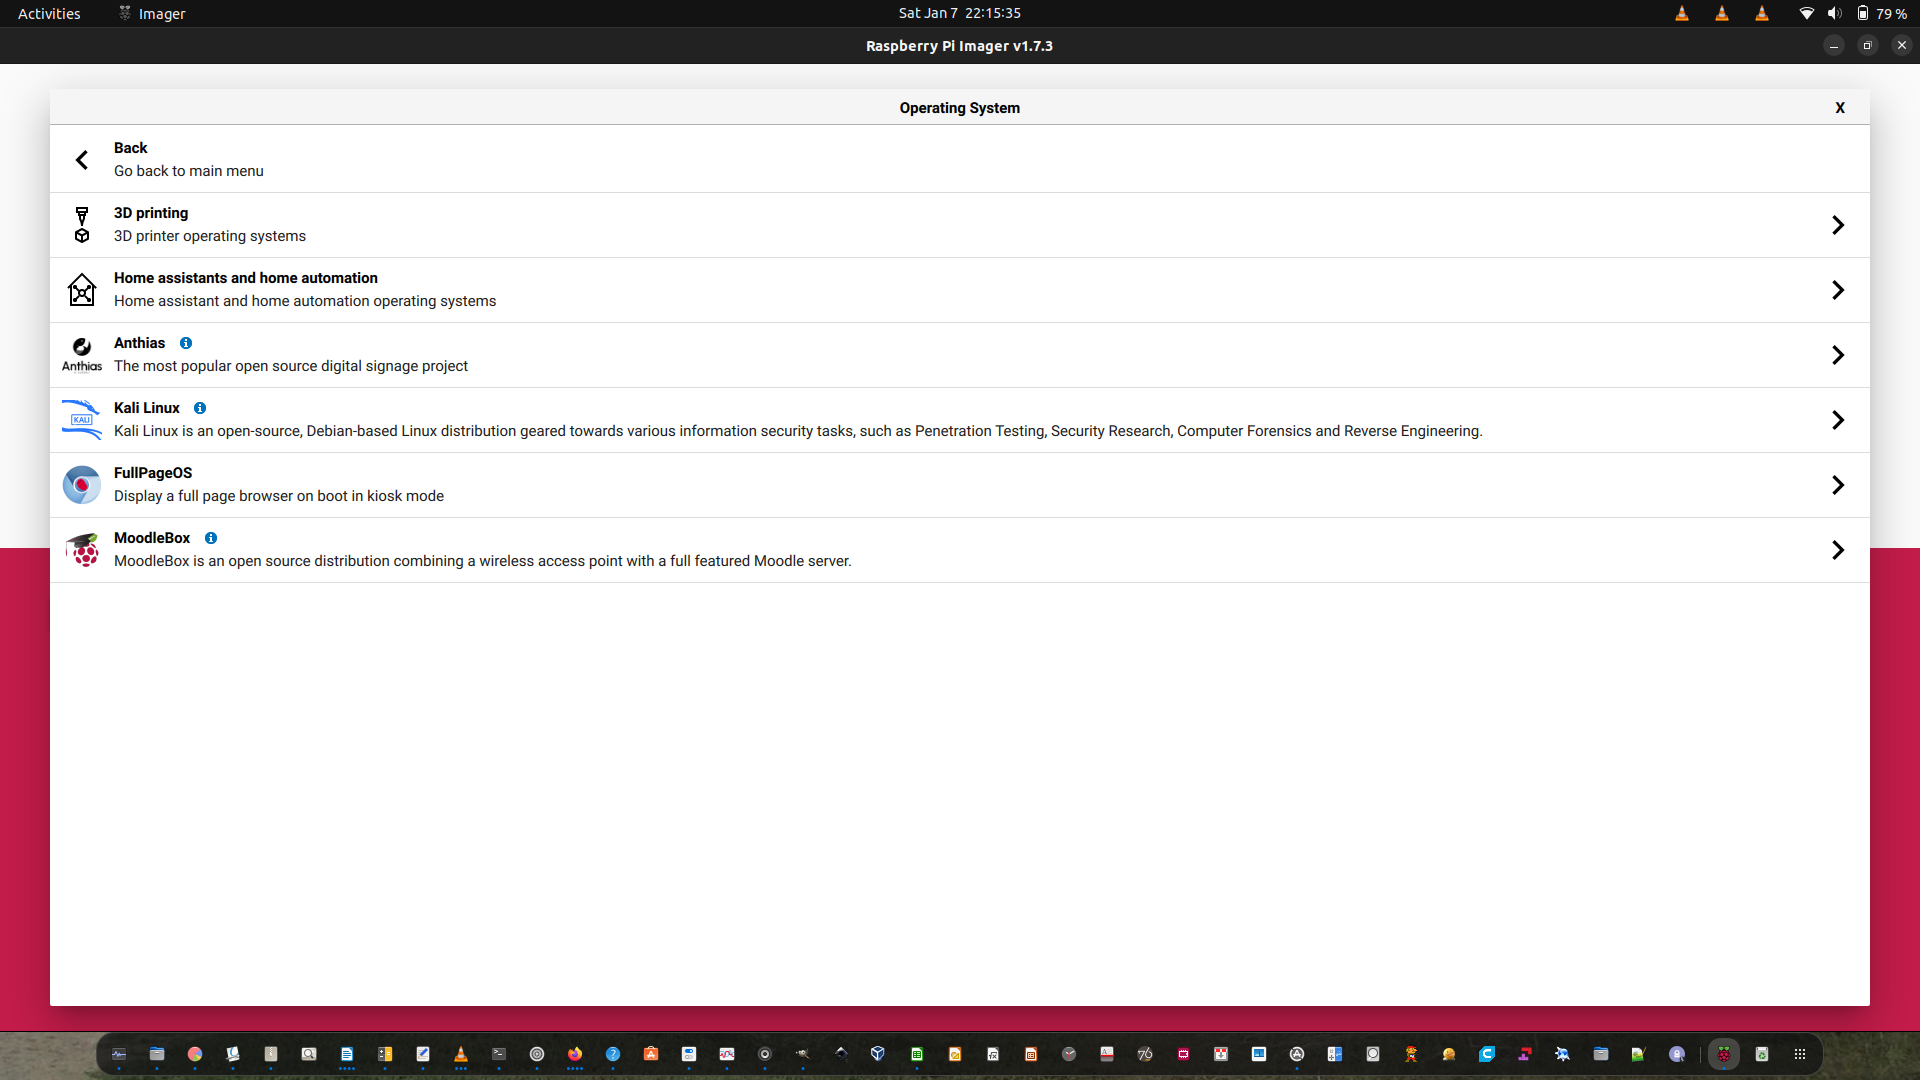 Activities
Imager
Sat Jan 7 22:15:35
79 %
Raspberry Pi Imager v1.7.3
Operating System
X
Back
Go back to main menu
3D printing
3D printer operating systems
Home assistants and home automation
Home assistant and home automation operating systems
Anthias
Anthias
The most popular open source digital signage project
KALI
Kali Linux
Kali Linux is an open-source, Debian-based Linux distribution geared towards various information security tasks, such as Penetration Testing, Security Research, Computer Forensics and Reverse Engineering.
FullPageOS
Display a full page browser on boot in kiosk mode
MoodleBox
MoodleBox is an open source distribution combining a wireless access point with a full featured Moodle server.
76